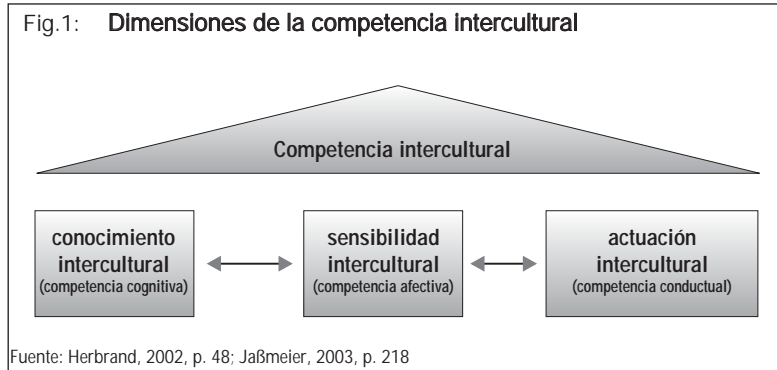 Fig.1: Dimensiones de la competencia intercultural
Competencia intercultural
conocimiento
intercultural
(competencia cognitiva)
sensibilidad
intercultural
(competencia afectiva)
actuación
intercultural
(competencia conductual)
Fuente: Herbrand, 2002, p. 48; Jaßmeier, 2003, p. 218